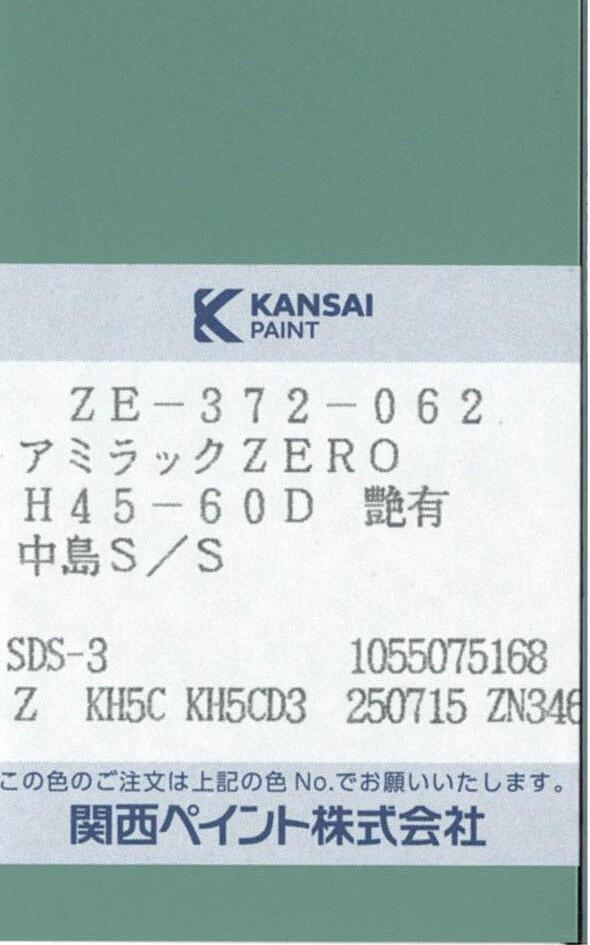 KANSAI
PAINT
ZE-372-062
アミラックZERO
H45-60D 艶有
中島S/S
SDS-3 1055075168
Z KH5C KH5CD3 250715 ZN346
この色のご注文は上記の色No.でお願いいたします。
関西ペイント株式会社